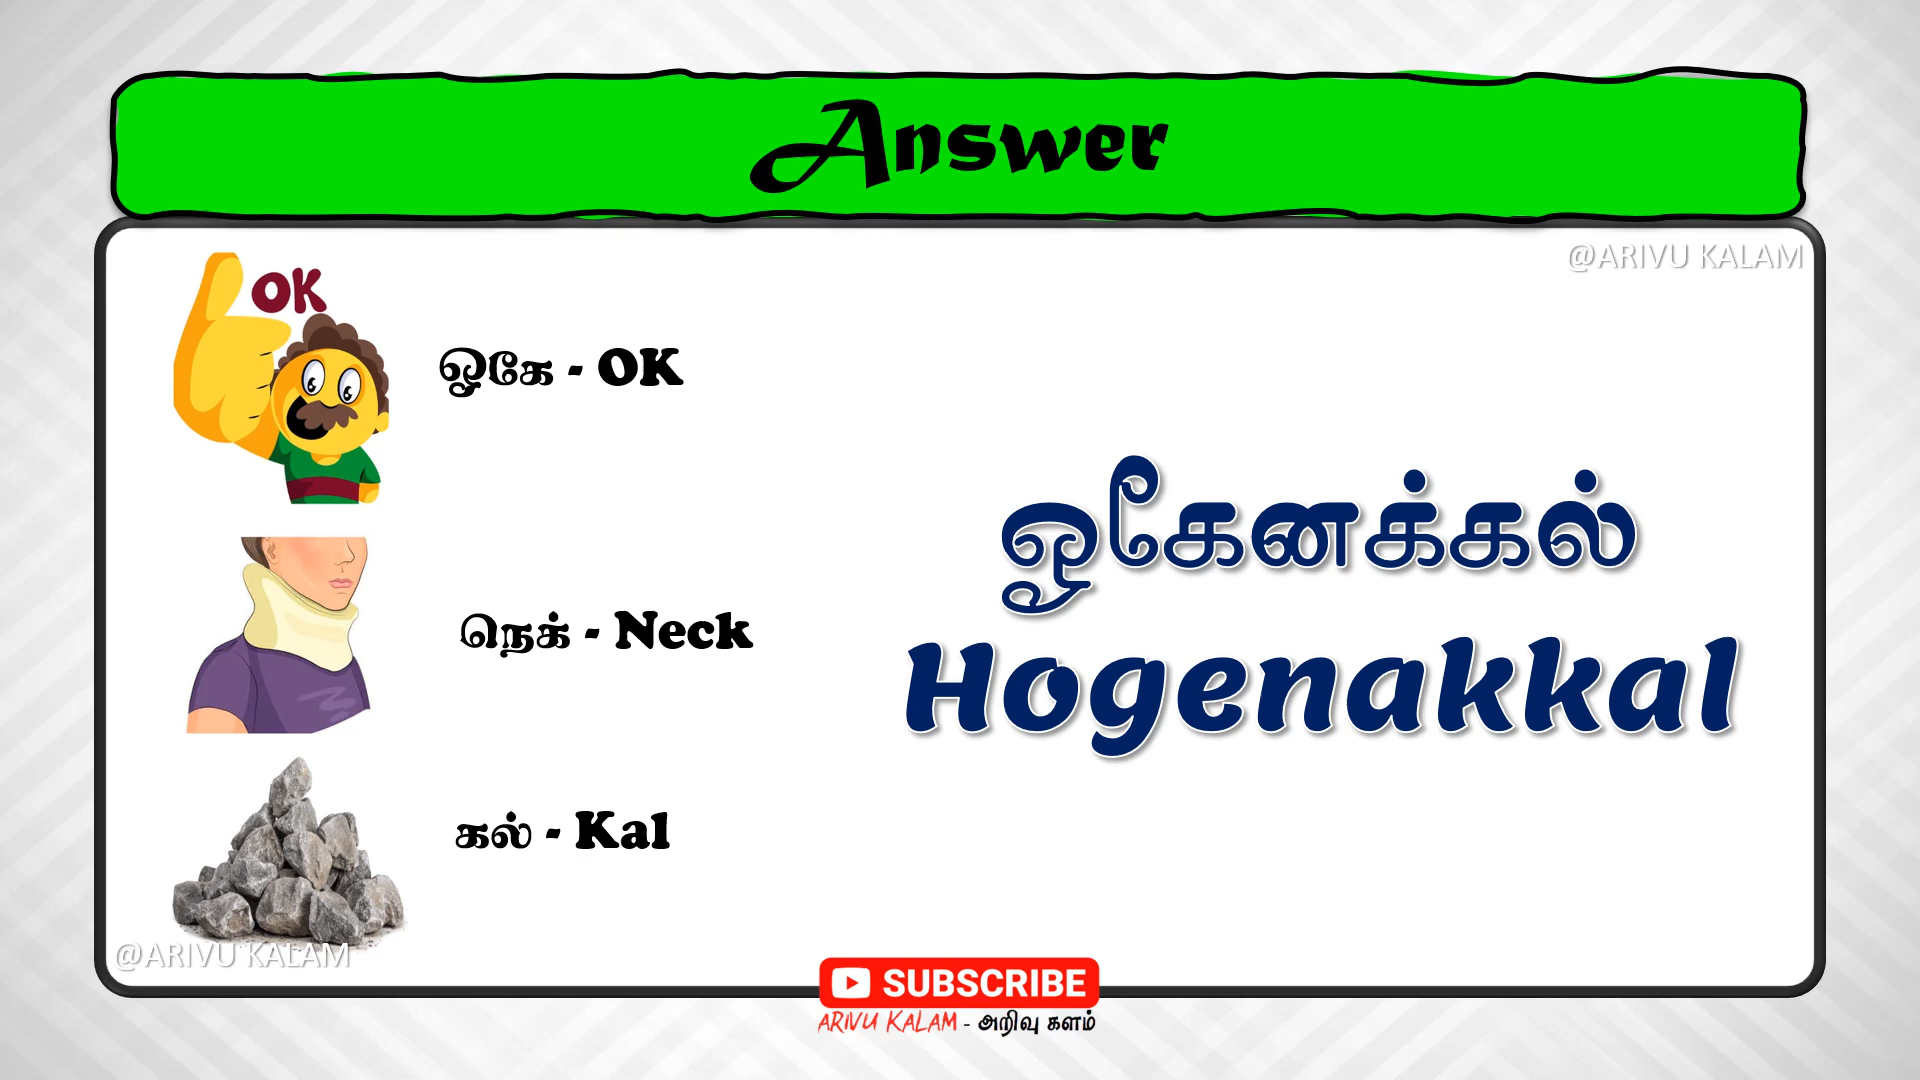 Answer
@ARIVU KALAM
OK
ஓகே - OK
நெக் - Neck
கல் - Kal
ஒகேனக்கல்
Hogenakkal
@ARIVU KALAM
SUBSCRIBE
ARIVU KALAM - அறிவு களம்